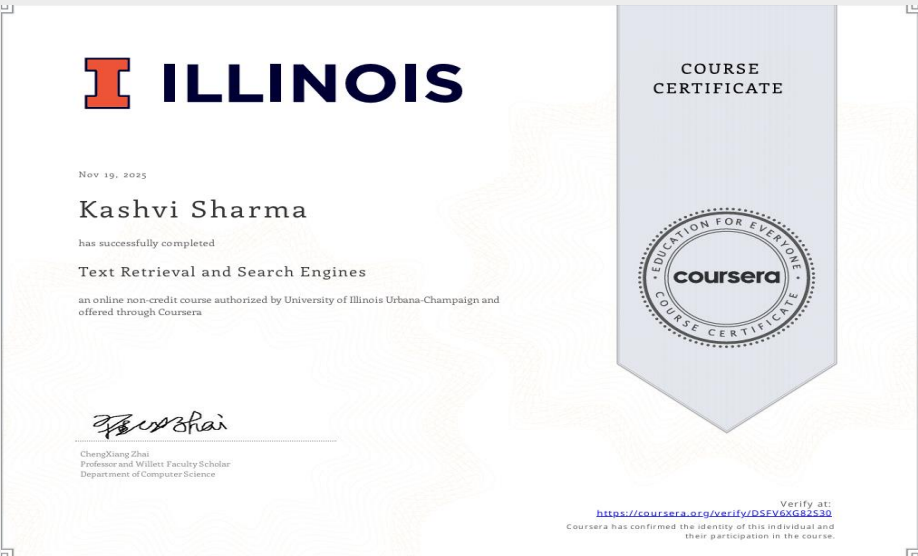 ILLINOIS
COURSE
CERTIFICATE
Nov 19, 2025
Kashvi Sharma
has successfully completed
Text Retrieval and Search Engines
an online non-credit course authorized by University of Illinois Urbana-Champaign and
offered through Coursera
EDUCATION FOR EVERYONE
coursera
COURSE CERTIFICATE
ChengXiang Zhai
Professor and Willett Faculty Scholar
Department of Computer Science
Verify at:
https://coursera.org/verify/DSFV6XG82S30
Coursera has confirmed the identity of this individual and
their participation in the course.